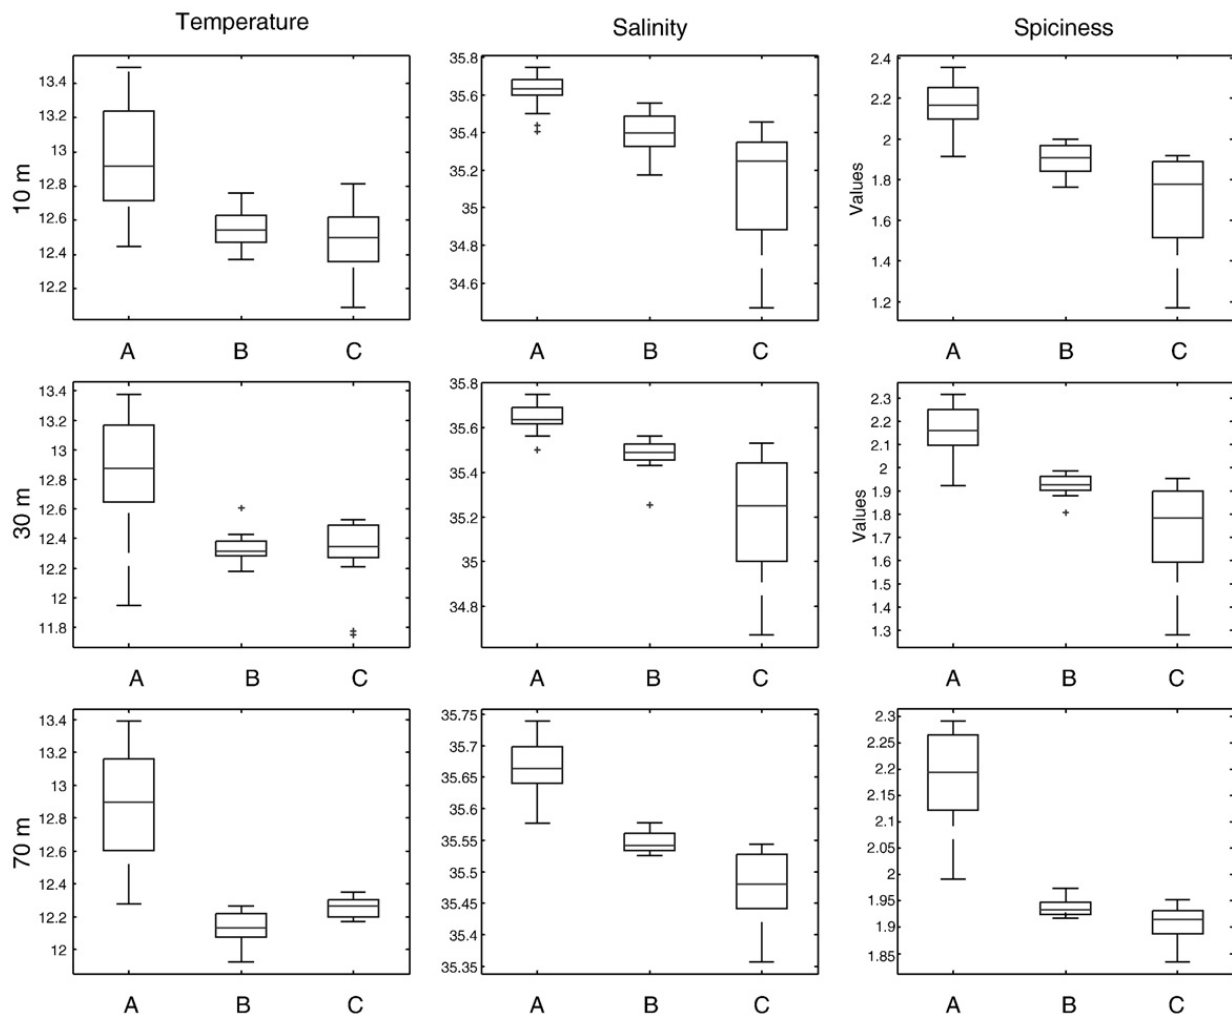 Temperature
Salinity
Spiciness
10 m
13.4
13.2
13
12.8
12.6
12.4
12.2
A
B
C
35.8
35.6
35.4
35.2
35
34.8
34.6
A
B
C
Values
2.4
2.2
2
1.8
1.6
1.4
1.2
A
B
C
30 m
13.4
13.2
13
12.8
12.6
12.4
12.2
12
11.8
A
B
C
35.8
35.6
35.4
35.2
35
34.8
A
B
C
Values
2.3
2.2
2.1
2
1.9
1.8
1.7
1.6
1.5
1.4
1.3
A
B
C
70 m
13.4
13.2
13
12.8
12.6
12.4
12.2
12
A
B
C
35.75
35.7
35.65
35.6
35.55
35.5
35.45
35.4
35.35
A
B
C
2.3
2.25
2.2
2.15
2.1
2.05
2
1.95
1.9
1.85
A
B
C